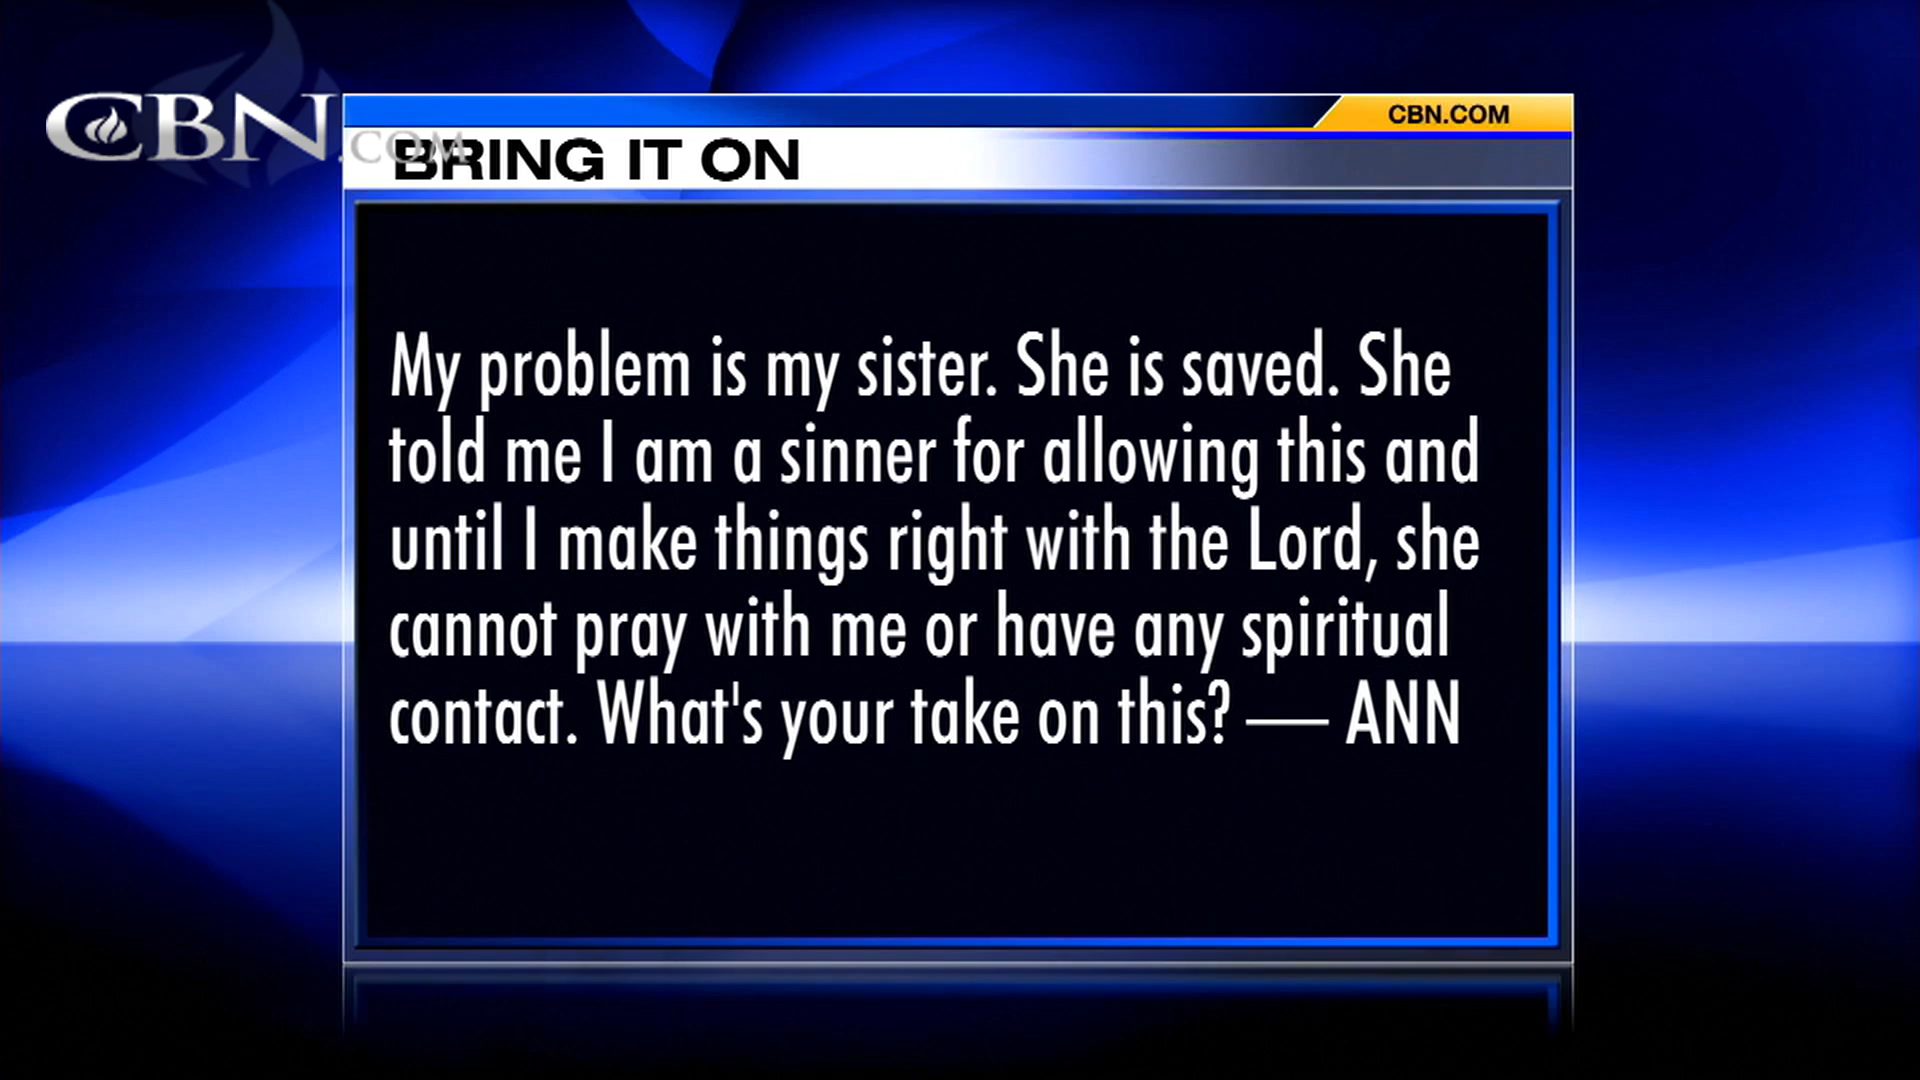 CBN.COM
CBN.COM
BRING IT ON
My problem is my sister. She is saved. She
told me I am a sinner for allowing this and
until I make things right with the Lord, she
cannot pray with me or have any spiritual
contact. What's your take on this? — ANN